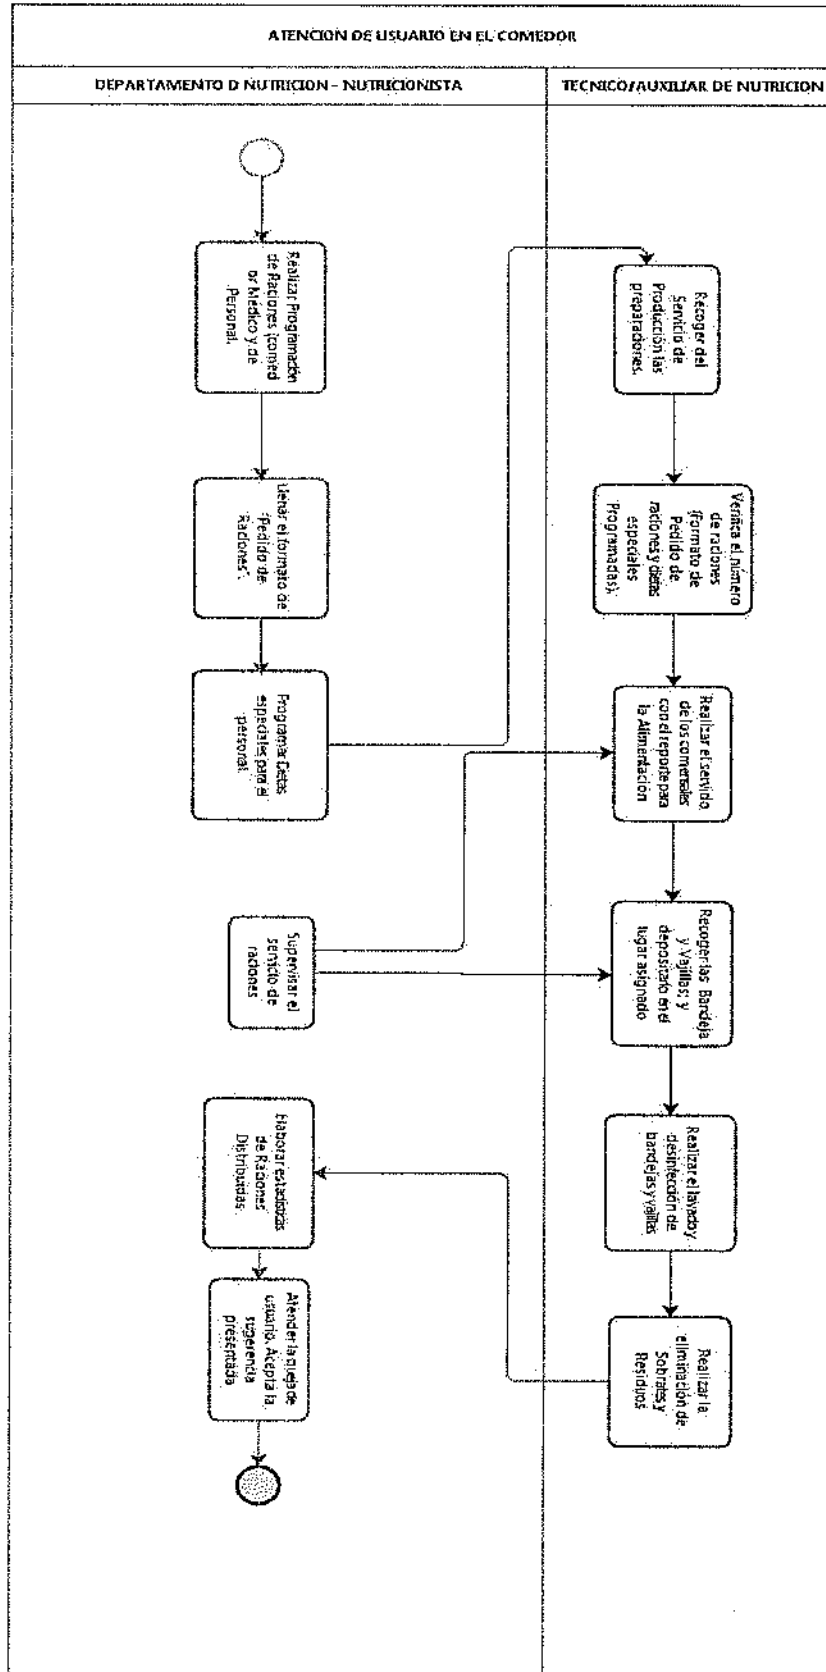 ATENCION DE USUARIO EN EL COMEDOR
DEPARTAMENTO D NUTRICION - NUTRICIONISTA
TECNICO/AUXILIAR DE NUTRICION
Realizar Programación
de Raciones (comed
or Médico y de
Personal.
Llenar el formato de
"Pedido de
Raciones".
Programar Dietas
especiales para el
personal.
Supervisar el
servicio de
raciones
Elaborar estadísticas
de Raciones
Distribuidas.
Atender la queja de
usuario. Acepta la
sugerencia
presentada
Recoger del
Servicio de
Producción las
preparaciones.
Verifica el número
de raciones
(formato de
Pedido de
raciones y dietas
especiales
Programadas).
Realizar el servido
de los comensales
con el reporte para
la Alimentación
Recoger las Bandeja
y Vajillas; y
depositarlo en el
lugar asignado
Realizar el lavado y
desinfección de
bandejas y vajillas
Realizar la
eliminación de
Sobrantes y
Residuos